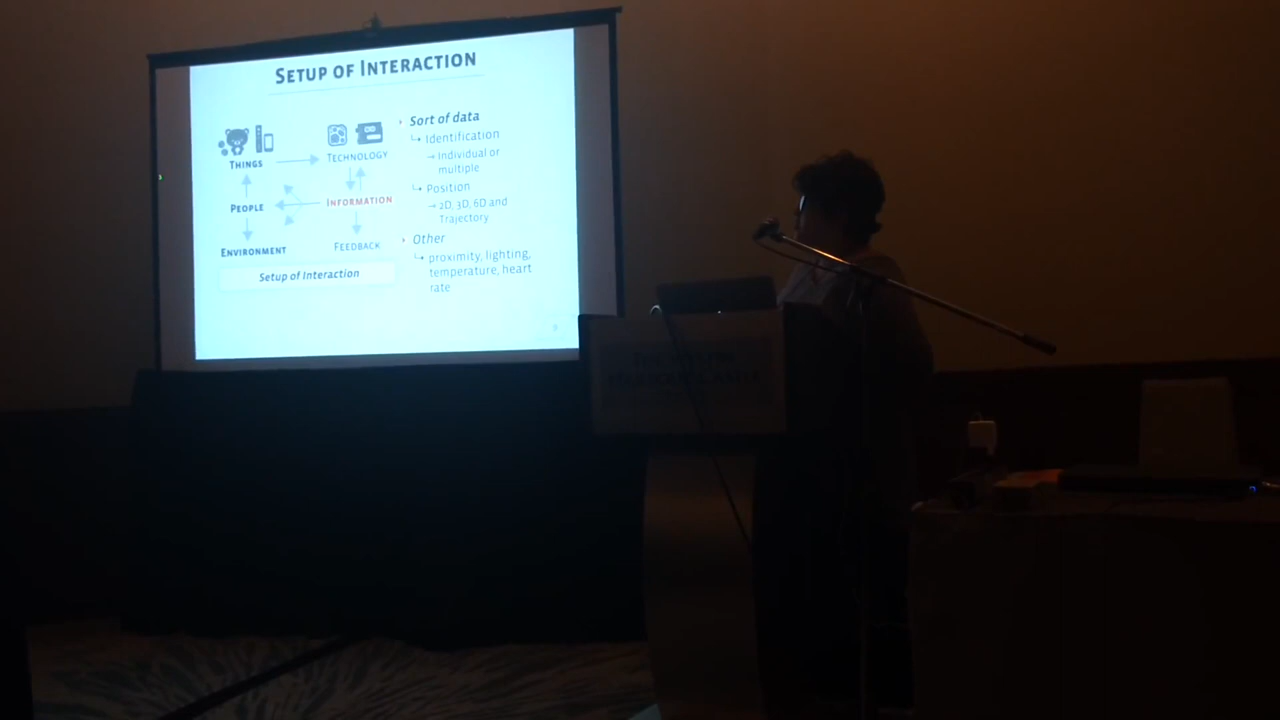 SETUP OF INTERACTION
THINGS
TECHNOLOGY
PEOPLE
INFORMATION
ENVIRONMENT
FEEDBACK
Setup of Interaction
Sort of data
Identification
Individual or
multiple
Position
2D, 3D, 6D and
Trajectory
Other
proximity, lighting,
temperature, heart
rate